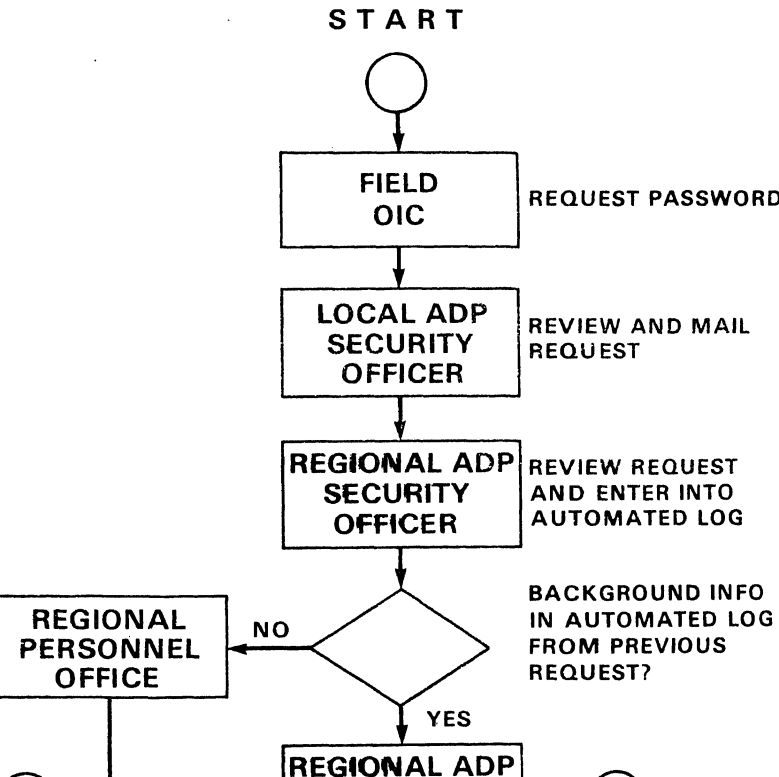 START
FIELD
OIC
REQUEST PASSWORD
LOCAL ADP
SECURITY
OFFICER
REVIEW AND MAIL
REQUEST
REGIONAL ADP
SECURITY
OFFICER
REVIEW REQUEST
AND ENTER INTO
AUTOMATED LOG
BACKGROUND INFO
IN AUTOMATED LOG
FROM PREVIOUS
REQUEST?
NO
REGIONAL
PERSONNEL
OFFICE
YES
REGIONAL ADP